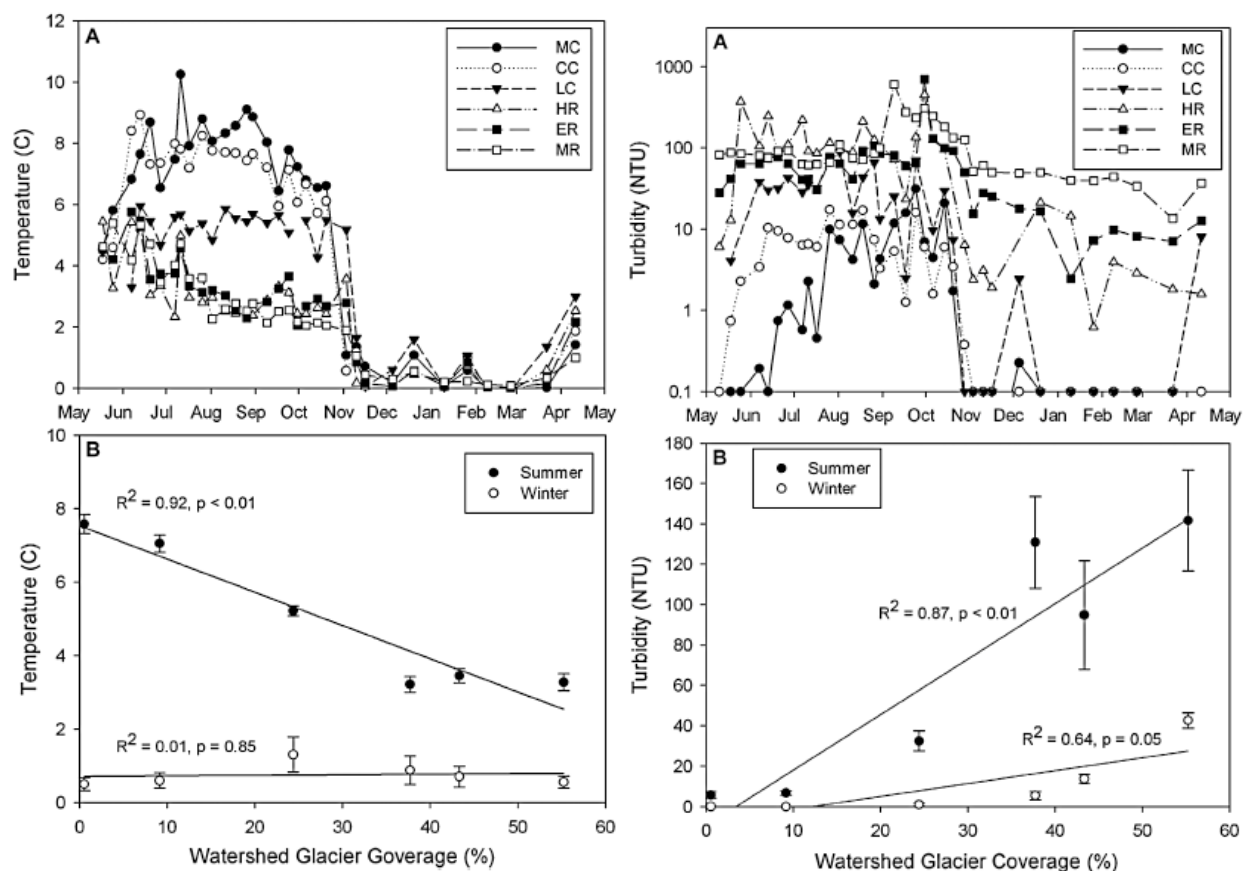 A
MC
CC
LC
HR
ER
MR
Temperature (C)
12
10
8
6
4
2
0
May Jun Jul Aug Sep Oct Nov Dec Jan Feb Mar Apr May
A
MC
CC
LC
HR
ER
MR
Turbidity (NTU)
1000
100
10
1
0.1
May Jun Jul Aug Sep Oct Nov Dec Jan Feb Mar Apr May
B
Summer
Winter
R2 = 0.92, p < 0.01
R2 = 0.01, p = 0.85
Temperature (C)
10
8
6
4
2
0
0 10 20 30 40 50 60
Watershed Glacier Goverage (%)
B
Summer
Winter
R2 = 0.87, p < 0.01
R2 = 0.64, p = 0.05
Turbidity (NTU)
180
160
140
120
100
80
60
40
20
0
0 10 20 30 40 50 60
Watershed Glacier Coverage (%)